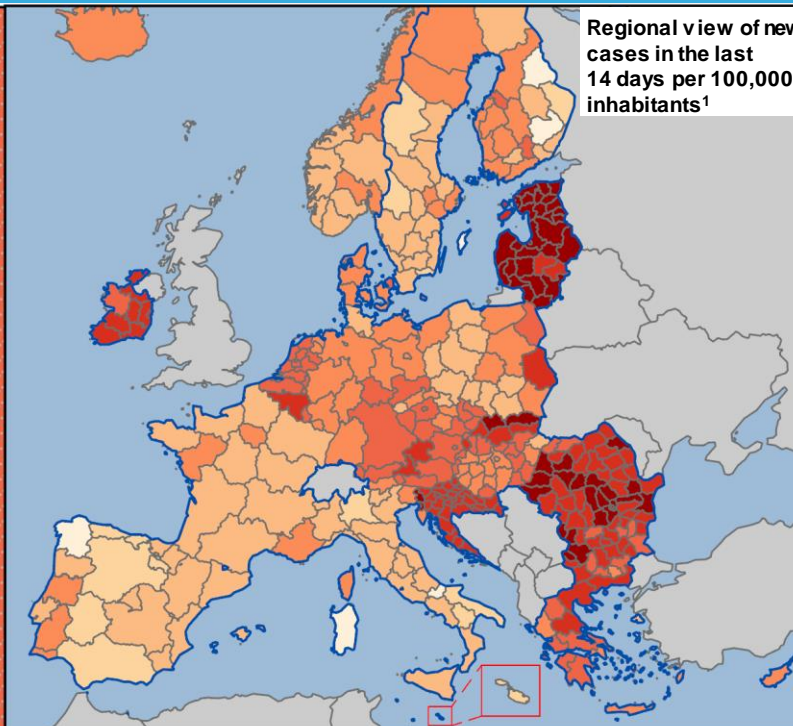 Regional view of new
cases in the last
14 days per 100,000
inhabitants¹